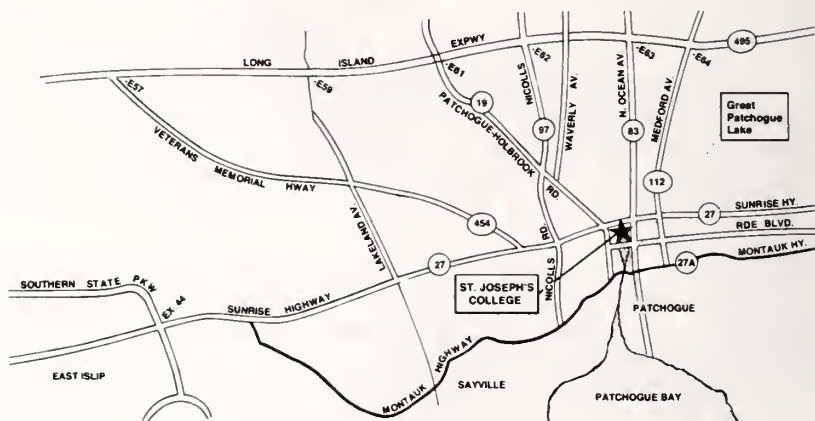 LONG ISLAND EXPWY
495
-E57
-E59
-E61
-E62
-E63
-E64
VETERANS MEMORIAL HWAY
454
LAKELAND AV.
19
PATCHOGUE-HOLBROOK RD.
NICOLLS RD.
97
WAVERLY AV.
N. OCEAN AV.
83
MEDFORD AV.
112
Great
Patchogue
Lake
SUNRISE HY.
27
RDE BLVD.
MONTAUK HY.
27A
SOUTHERN STATE PKW
EX 44
SUNRISE HIGHWAY
27
NICOLLS
ST. JOSEPH'S
COLLEGE
PATCHOGUE
EAST ISLIP
MONTAUK HIGHWAY
SAYVILLE
PATCHOGUE BAY